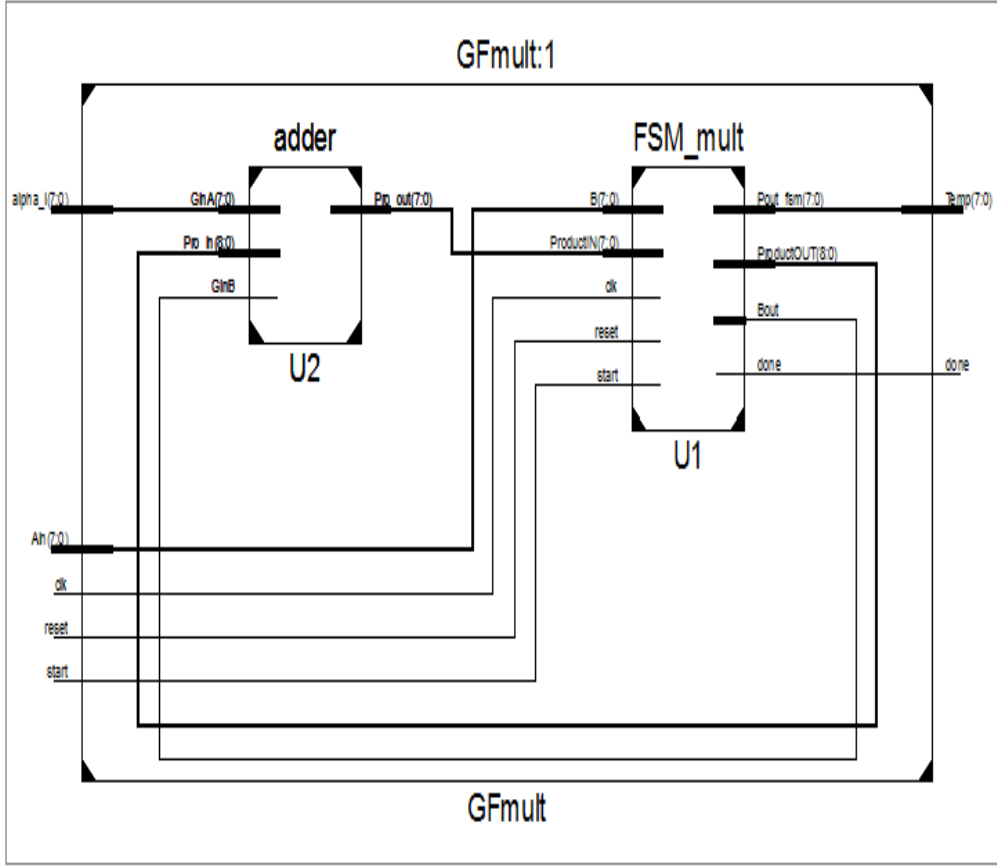 GFmult:1
adder
FSM_mult
alpha_i(7:0)
GInA(7:0)
Pro_out(7:0)
B(7:0)
Pout_fsm(7:0)
Temp(7:0)
Pro_in(8:0)
ProductIN(7:0)
ProductOUT(8:0)
GInB
clk
Bout
reset
U2
start
done
done
U1
Ain(7:0)
clk
reset
start
GFmult